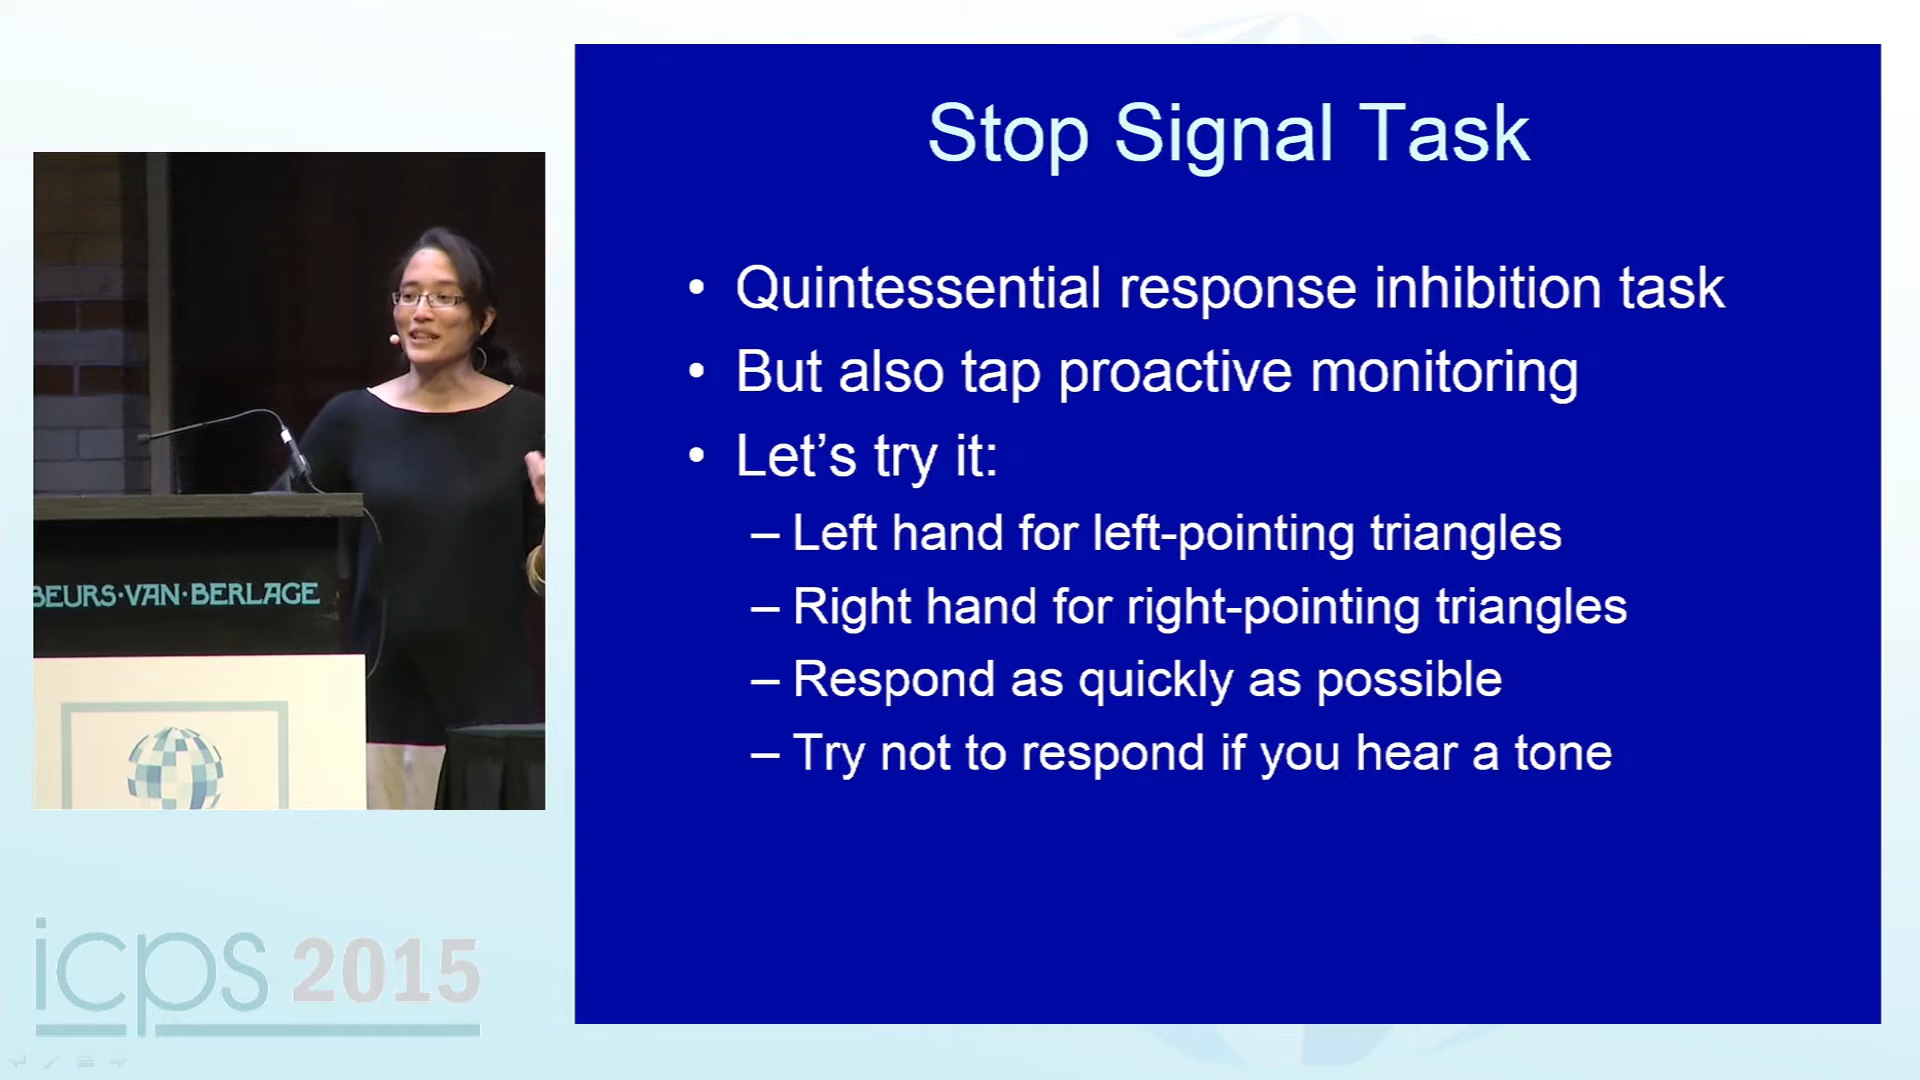 Stop Signal Task
• Quintessential response inhibition task
• But also tap proactive monitoring
• Let’s try it:
– Left hand for left-pointing triangles
– Right hand for right-pointing triangles
– Respond as quickly as possible
– Try not to respond if you hear a tone
BEURS·VAN·BERLAGE
icps 2015